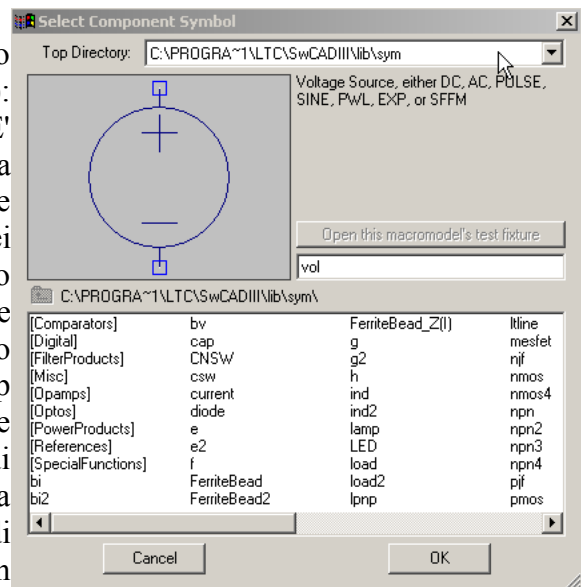 Select Component Symbol
Top Directory: C:\PROGRA~1\LTC\SwCADIII\lib\sym
Voltage Source, either DC, AC, PULSE,
SINE, PWL, EXP, or SFFM
Open this macromodel's test fixture
vol
C:\PROGRA~1\LTC\SwCADIII\lib\sym\
[Comparators] bv FerriteBead_Z(I) ltline
[Digital] cap g mesfet
[FilterProducts] CNSW g2 njf
[Misc] csw h nmos
[Opamps] current ind nmos4
[Optos] diode ind2 npn
[PowerProducts] e lamp npn2
[References] e2 LED npn3
[SpecialFunctions] f load npn4
bi FerriteBead load2 pjf
bi2 FerriteBead2 lpnp pmos
Cancel OK